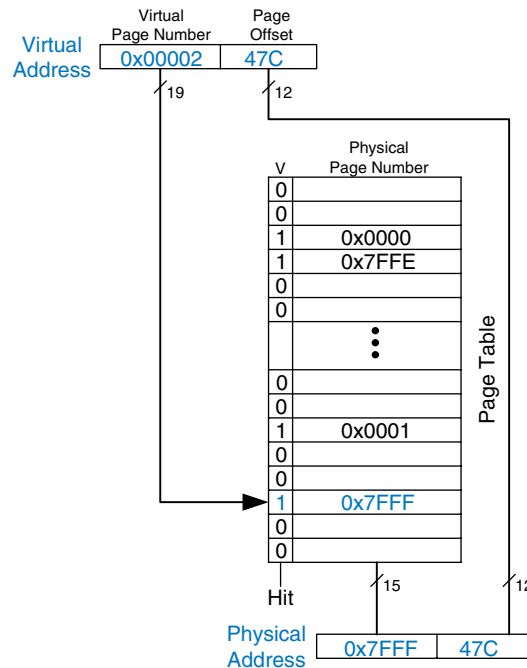 Virtual Page Number
Page Offset
Virtual Address
0x00002 47C
19 12
V
Physical Page Number
0
0
1 0x0000
1 0x7FFE
0
0
0
0
1 0x0001
0
0
1 0x7FFF
0
0
Page Table
Hit
15 12
Physical Address
0x7FFF 47C